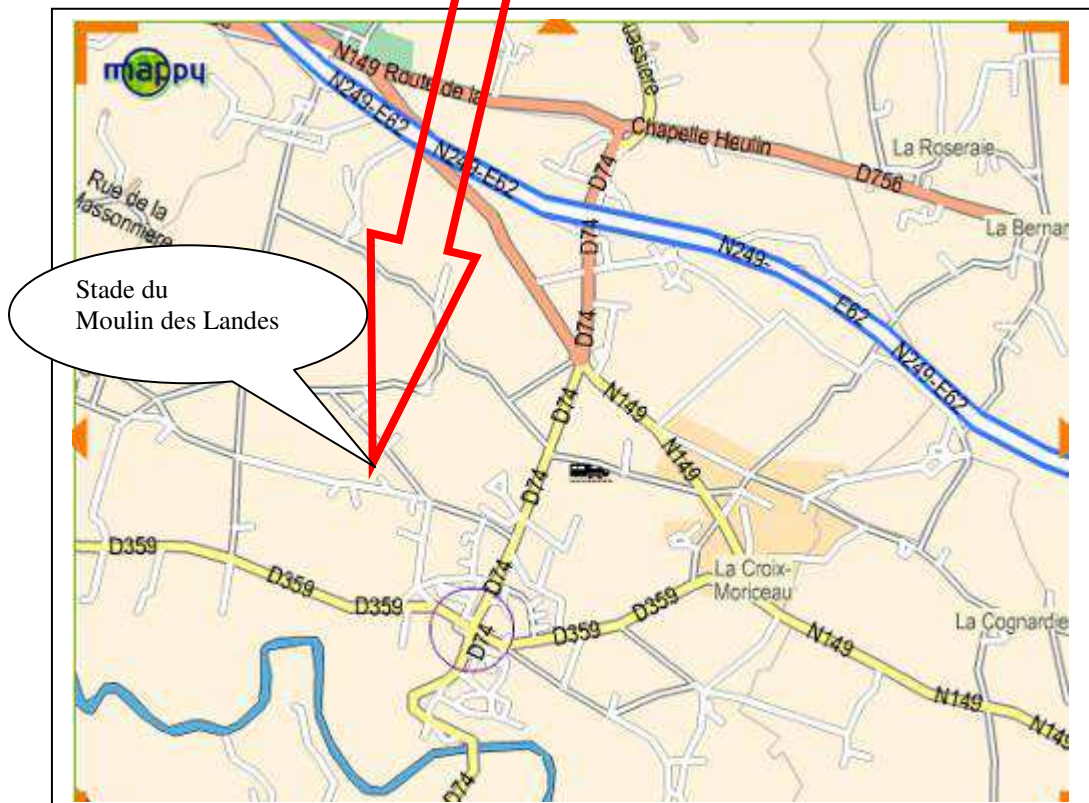 mappy
N149 Route de la
uassiere
N249-E62
Chapelle Heulin
La Roseraie
N249-E62
D74
D756
Rue de la
Massonniere
D74
La Bernar
N249-
E62
Stade du
Moulin des Landes
D74
N249-E62
D74
N149
N149
D74
D359
D359
D74
La Croix-
Moriceau
D359
D359
D359
D74
N149
La Cognardie
N149
N149
D74